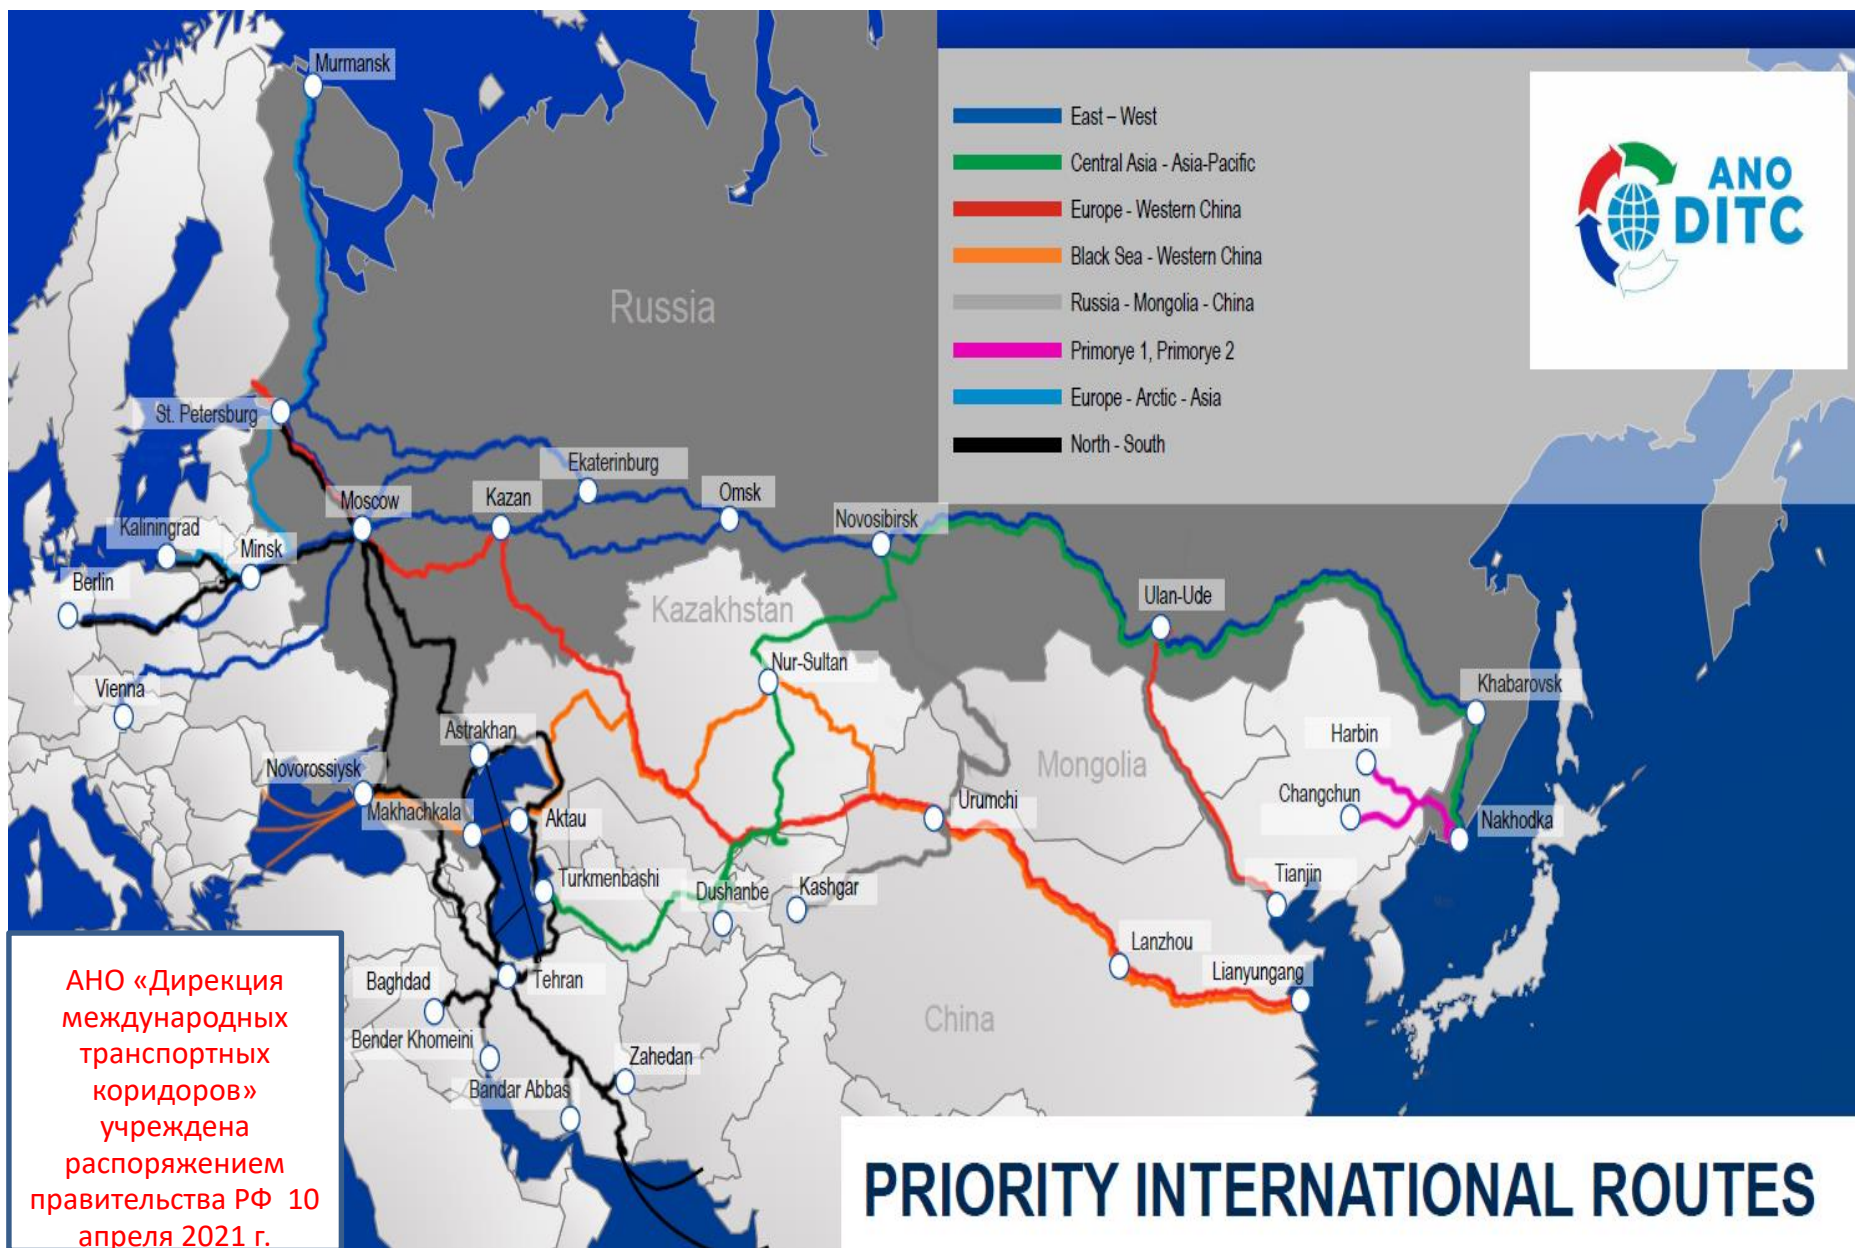 Murmansk
East – West
Central Asia - Asia-Pacific
Europe - Western China
Black Sea - Western China
Russia - Mongolia - China
Primorye 1, Primorye 2
Europe - Arctic - Asia
North - South
ANO
DITC
Russia
St. Petersburg
Ekaterinburg
Moscow
Kazan
Omsk
Novosibirsk
Kaliningrad
Minsk
Berlin
Kazakhstan
Ulan-Ude
Nur-Sultan
Vienna
Khabarovsk
Astrakhan
Harbin
Novorossiysk
Mongolia
Changchun
Makhachkala
Aktau
Urumchi
Nakhodka
Turkmenbashi
Dushanbe
Kashgar
Tianjin
Lanzhou
Lianyungang
Baghdad
Tehran
China
Bender Khomeini
Zahedan
Bandar Abbas
АНО «Дирекция
международных
транспортных
коридоров»
учреждена
распоряжением
правительства РФ 10
апреля 2021 г.
PRIORITY INTERNATIONAL ROUTES